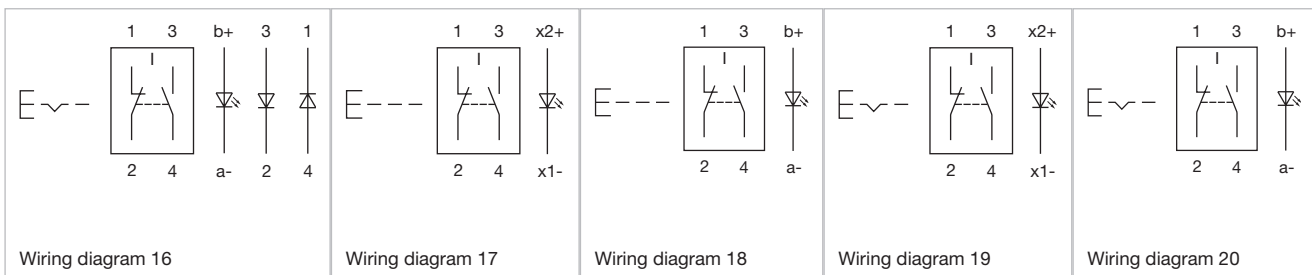 1 3 b+ 3 1
I
2 4 a- 2 4
Wiring diagram 16
1 3 x2+
I
2 4 x1-
Wiring diagram 17
1 3 b+
I
2 4 a-
Wiring diagram 18
1 3 x2+
I
2 4 x1-
Wiring diagram 19
1 3 b+
I
2 4 a-
Wiring diagram 20